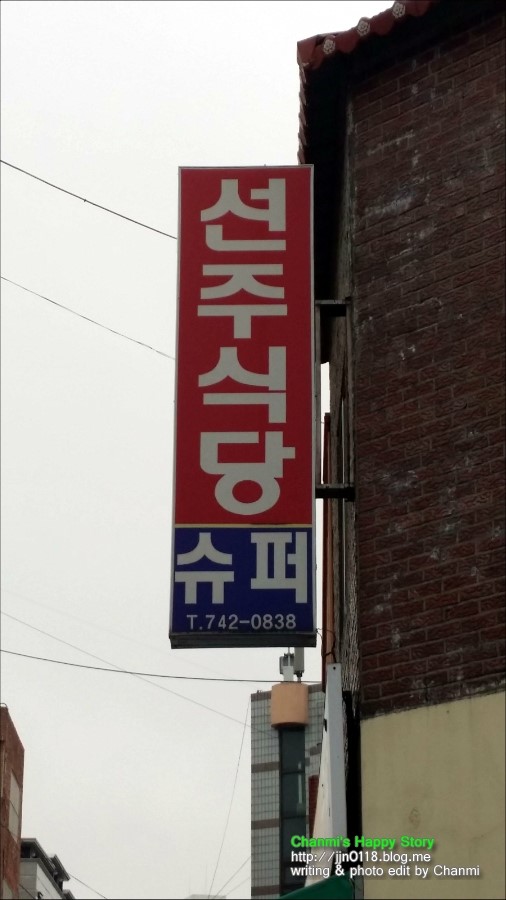 선주식당
슈퍼
T.742-0838
Chanmi's Happy Story
http://jjn0118.blog.me
writing & photo edit by Chanmi